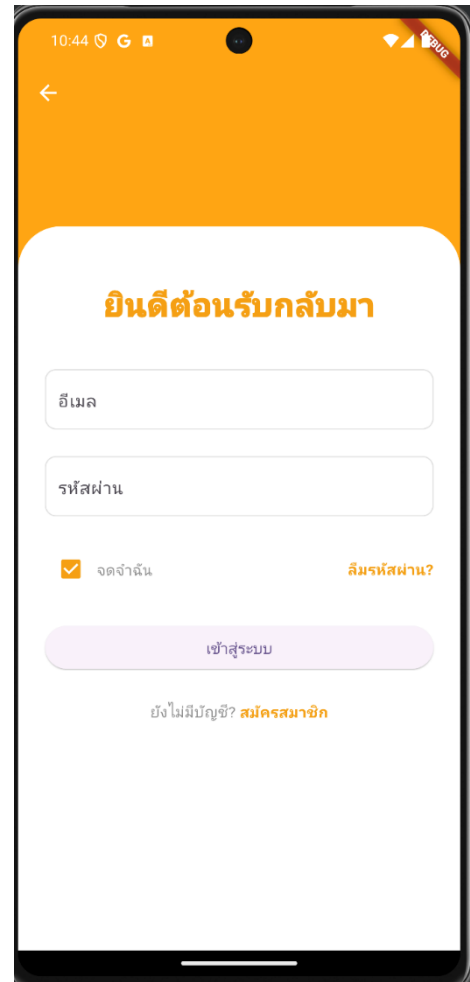 10:44
DEBUG
ยินดีต้อนรับกลับมา
อีเมล
รหัสผ่าน
จดจำฉัน ลืมรหัสผ่าน?
เข้าสู่ระบบ
ยังไม่มีบัญชี? สมัครสมาชิก